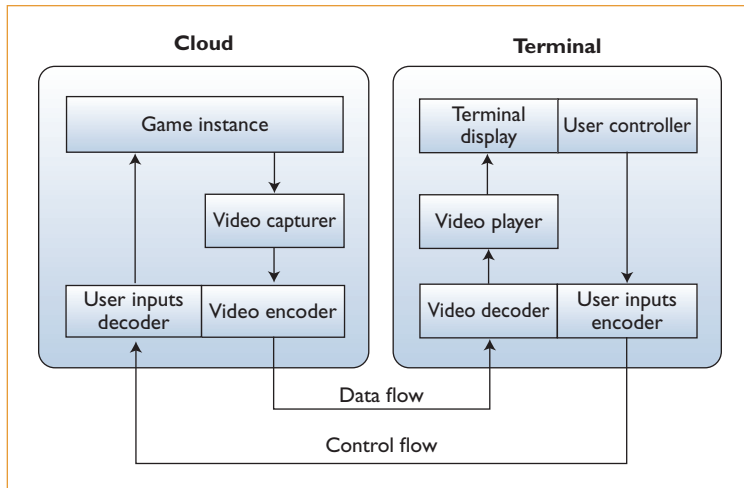 Cloud
Terminal
Game instance
Terminal
display
User controller
Video capturer
Video player
User inputs
decoder
Video encoder
Video decoder
User inputs
encoder
Data flow
Control flow